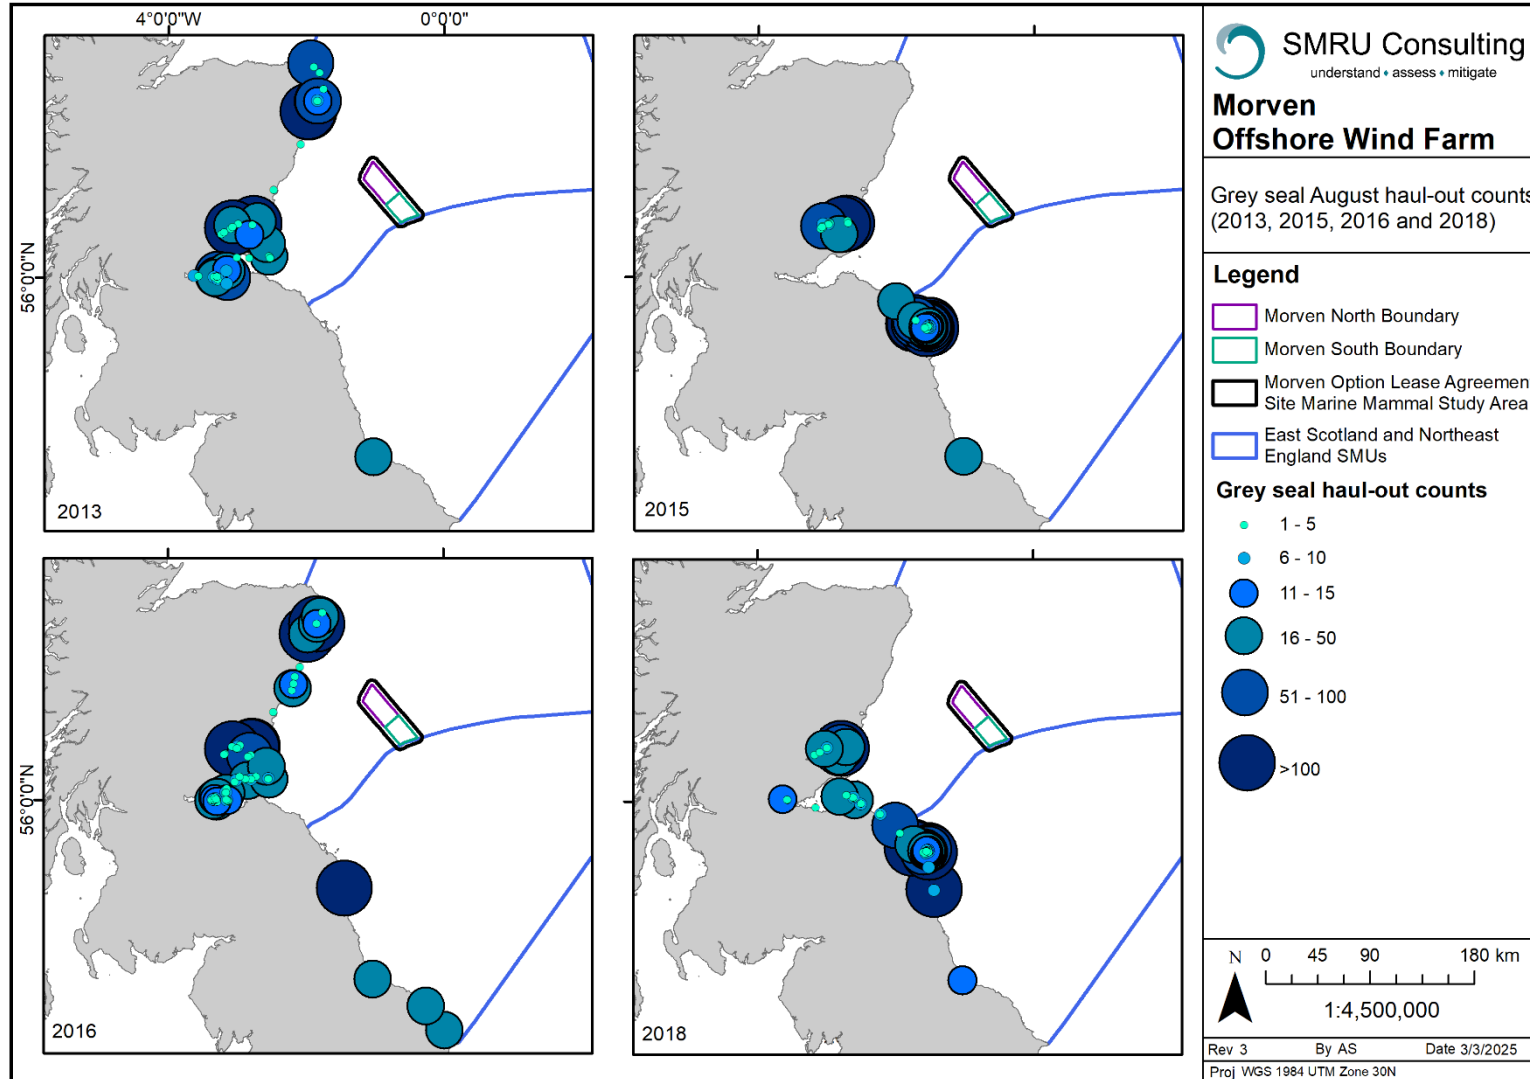 4°0'0"W
0°0'0"
56°0'0"N
2013
2015
56°0'0"N
2016
2018
SMRU Consulting
understand ♦ assess ♦ mitigate
Morven
Offshore Wind Farm
Grey seal August haul-out counts
(2013, 2015, 2016 and 2018)
Legend
Morven North Boundary
Morven South Boundary
Morven Option Lease Agreemen
Site Marine Mammal Study Area
East Scotland and Northeast
England SMUs
Grey seal haul-out counts
1 - 5
6 - 10
11 - 15
16 - 50
51 - 100
>100
N
0 45 90 180 km
1:4,500,000
Rev 3 By AS Date 3/3/2025
Proj WGS 1984 UTM Zone 30N